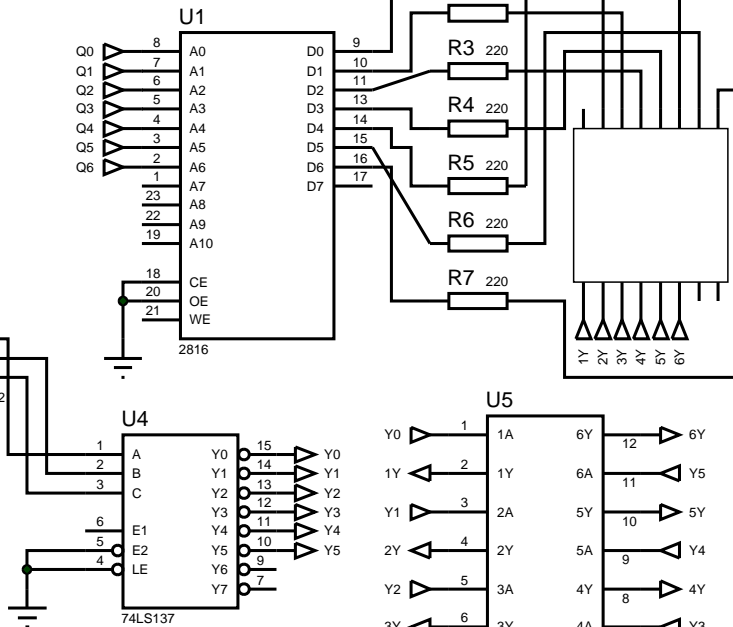 U1
Q0 8 A0 D0 9
Q1 7 A1 D1 10
Q2 6 A2 D2 11
Q3 5 A3 D3 13
Q4 4 A4 D4 14
Q5 3 A5 D5 15
Q6 2 A6 D6 16
1 A7 D7 17
23 A8
22 A9
19 A10
18 CE
20 OE
21 WE
2816
R3 220
R4 220
R5 220
R6 220
R7 220
1Y 2Y 3Y 4Y 5Y 6Y
2
U4
1 A Y0 15 Y0
2 B Y1 14 Y1
3 C Y2 13 Y2
Y3 12 Y3
6 E1 Y4 11 Y4
5 E2 Y5 10 Y5
4 LE Y6 9
Y7 7
74LS137
U5
Y0 1 1A 6Y 12 6Y
1Y 2 1Y 6A 11 Y5
Y1 3 2A 5Y 10 5Y
2Y 4 2Y 5A 9 Y4
Y2 5 3A 4Y 8 4Y
3Y 6 3Y 4A Y3